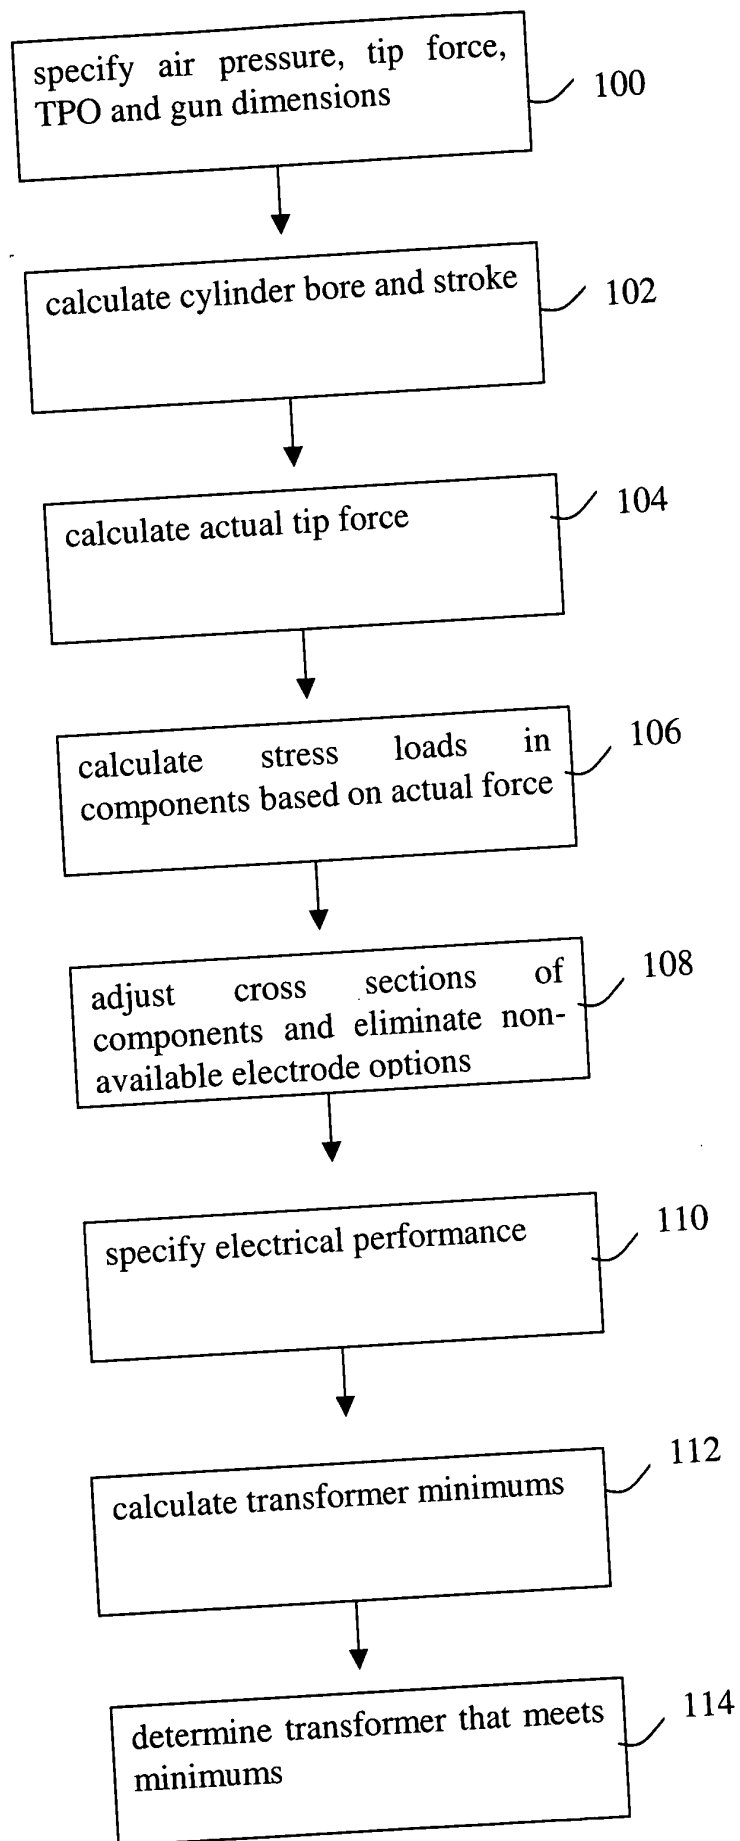 specify air pressure, tip force,
TPO and gun dimensions
100
calculate cylinder bore and stroke
102
calculate actual tip force
104
calculate stress loads in
components based on actual force
106
adjust cross sections of
components and eliminate non-
available electrode options
108
specify electrical performance
110
calculate transformer minimums
112
determine transformer that meets
minimums
114